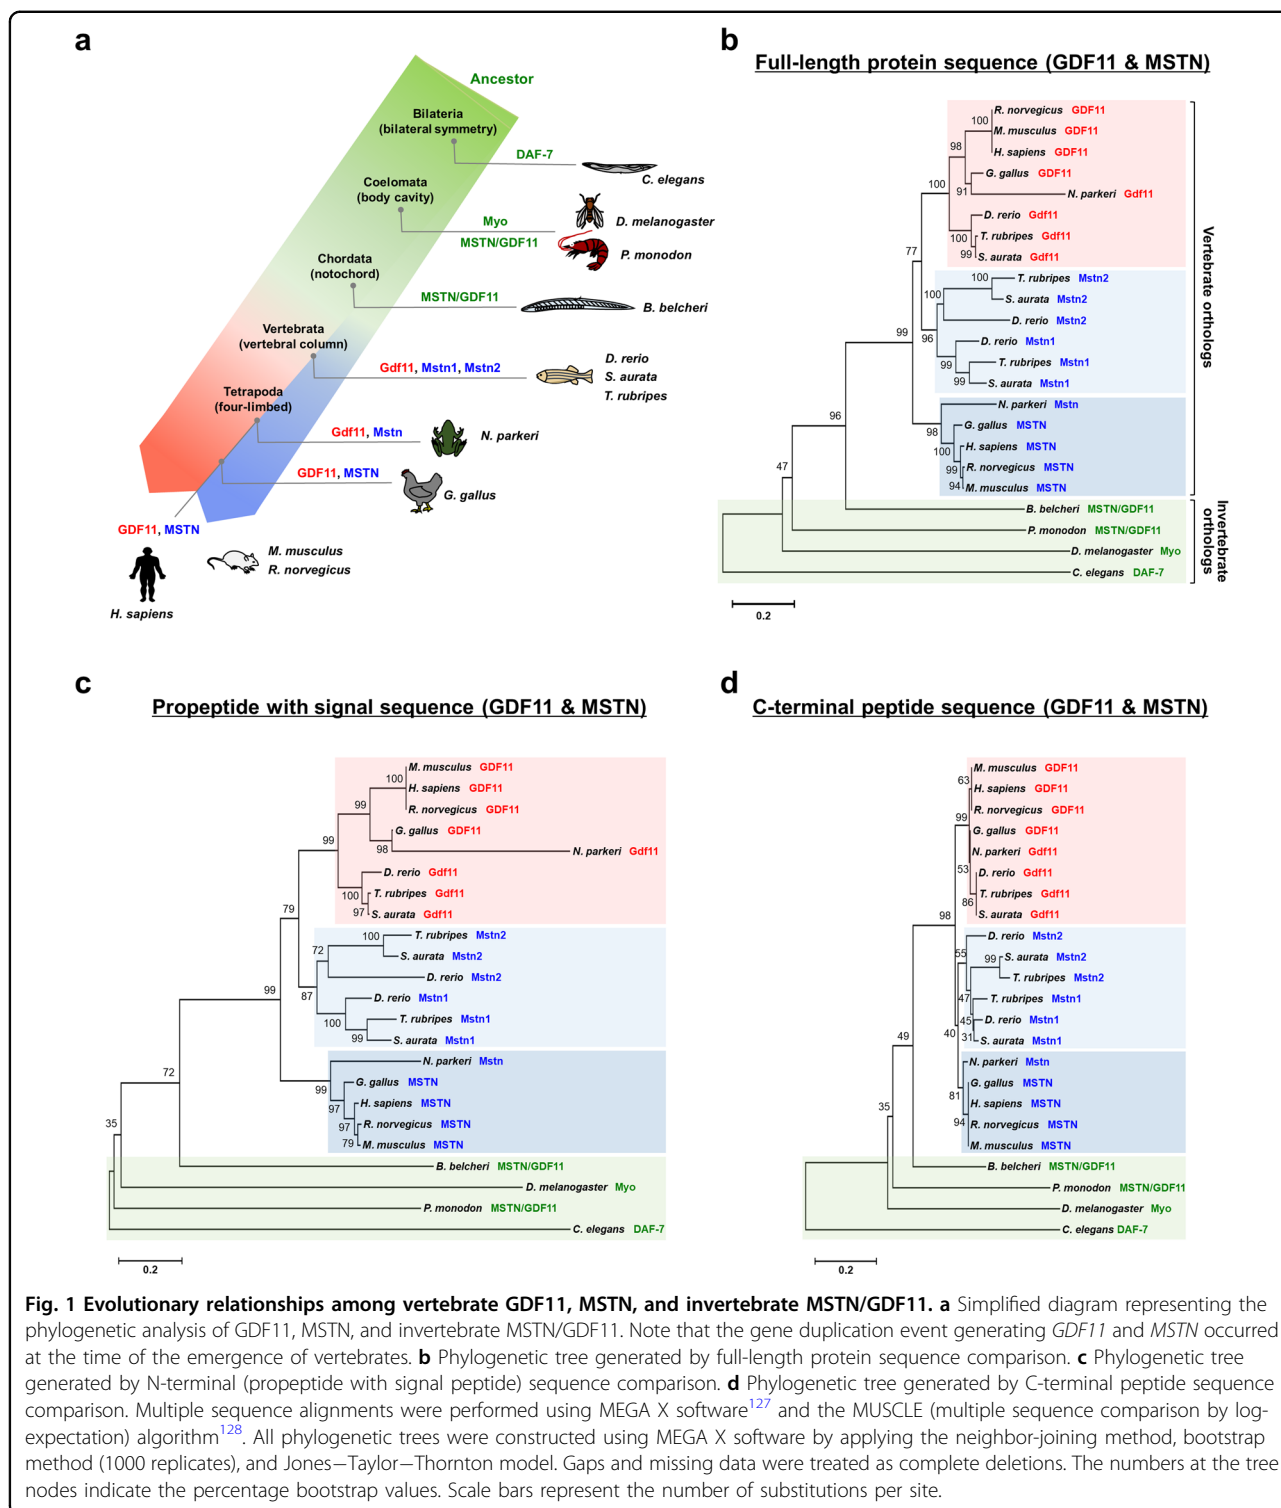 a
Ancestor
Bilateria
(bilateral symmetry)
DAF-7
C. elegans
Coelomata
(body cavity)
Myo
MSTN/GDF11
D. melanogaster
P. monodon
Chordata
(notochord)
MSTN/GDF11
B. belcheri
Vertebrata
(vertebral column)
Gdf11, Mstn1, Mstn2
D. rerio
S. aurata
T. rubripes
Tetrapoda
(four-limbed)
Gdf11, Mstn
N. parkeri
GDF11, MSTN
G. gallus
GDF11, MSTN
M. musculus
R. norvegicus
H. sapiens
b
Full-length protein sequence (GDF11 & MSTN)
R. norvegicus GDF11
100
M. musculus GDF11
98
H. sapiens GDF11
G. gallus GDF11
100
91
N. parkeri Gdf11
D. rerio Gdf11
100
T. rubripes Gdf11
99
S. aurata Gdf11
77
100
T. rubripes Mstn2
100
S. aurata Mstn2
D. rerio Mstn2
99
96
D. rerio Mstn1
99
T. rubripes Mstn1
99
S. aurata Mstn1
N. parkeri Mstn
96
98
G. gallus MSTN
100
H. sapiens MSTN
47
99
R. norvegicus MSTN
94
M. musculus MSTN
B. belcheri MSTN/GDF11
P. monodon MSTN/GDF11
D. melanogaster Myo
C. elegans DAF-7
0.2
Vertebrate orthologs
Invertebrate
orthologs
c
Propeptide with signal sequence (GDF11 & MSTN)
M. musculus GDF11
100
H. sapiens GDF11
99
R. norvegicus GDF11
G. gallus GDF11
99
98
N. parkeri Gdf11
D. rerio Gdf11
100
T. rubripes Gdf11
97
S. aurata Gdf11
79
100
T. rubripes Mstn2
72
S. aurata Mstn2
D. rerio Mstn2
99
87
D. rerio Mstn1
100
T. rubripes Mstn1
99
S. aurata Mstn1
N. parkeri Mstn
72
99
G. gallus MSTN
97
H. sapiens MSTN
35
97
R. norvegicus MSTN
79
M. musculus MSTN
B. belcheri MSTN/GDF11
D. melanogaster Myo
P. monodon MSTN/GDF11
C. elegans DAF-7
0.2
d
C-terminal peptide sequence (GDF11 & MSTN)
M. musculus GDF11
63
H. sapiens GDF11
R. norvegicus GDF11
99
G. gallus GDF11
N. parkeri Gdf11
53
D. rerio Gdf11
T. rubripes Gdf11
86
S. aurata Gdf11
98
D. rerio Mstn2
55
99
S. aurata Mstn2
T. rubripes Mstn2
47
T. rubripes Mstn1
45
D. rerio Mstn1
49
40
31
S. aurata Mstn1
N. parkeri Mstn
G. gallus MSTN
81
H. sapiens MSTN
35
94
R. norvegicus MSTN
M. musculus MSTN
B. belcheri MSTN/GDF11
P. monodon MSTN/GDF11
D. melanogaster Myo
C. elegans DAF-7
0.2
Fig. 1 Evolutionary relationships among vertebrate GDF11, MSTN, and invertebrate MSTN/GDF11. a Simplified diagram representing the
phylogenetic analysis of GDF11, MSTN, and invertebrate MSTN/GDF11. Note that the gene duplication event generating GDF11 and MSTN occurred
at the time of the emergence of vertebrates. b Phylogenetic tree generated by full-length protein sequence comparison. c Phylogenetic tree
generated by N-terminal (propeptide with signal peptide) sequence comparison. d Phylogenetic tree generated by C-terminal peptide sequence
comparison. Multiple sequence alignments were performed using MEGA X software127 and the MUSCLE (multiple sequence comparison by log-
expectation) algorithm128. All phylogenetic trees were constructed using MEGA X software by applying the neighbor-joining method, bootstrap
method (1000 replicates), and Jones−Taylor−Thornton model. Gaps and missing data were treated as complete deletions. The numbers at the tree
nodes indicate the percentage bootstrap values. Scale bars represent the number of substitutions per site.